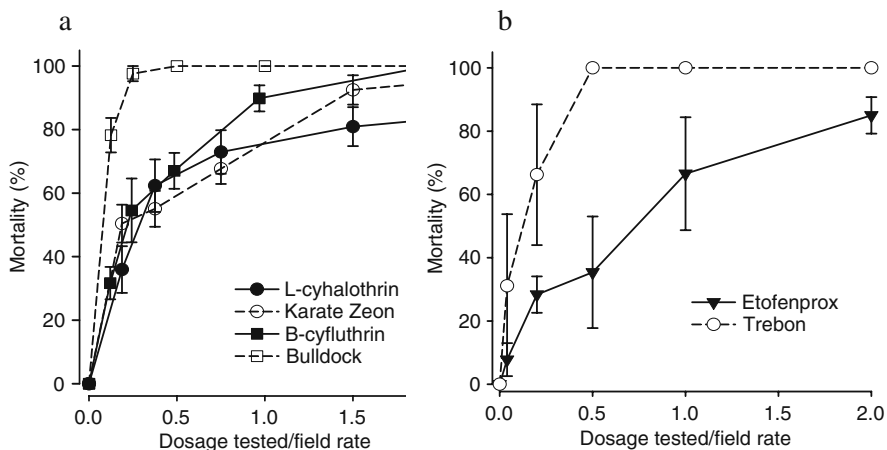 a
Mortality (%)
100
80
60
40
20
0
0.0 0.5 1.0 1.5
Dosage tested/field rate
L-cyhalothrin
Karate Zeon
B-cyfluthrin
Bulldock
b
Mortality (%)
100
80
60
40
20
0
0.0 0.5 1.0 1.5 2.0
Dosage tested/field rate
Etofenprox
Trebon